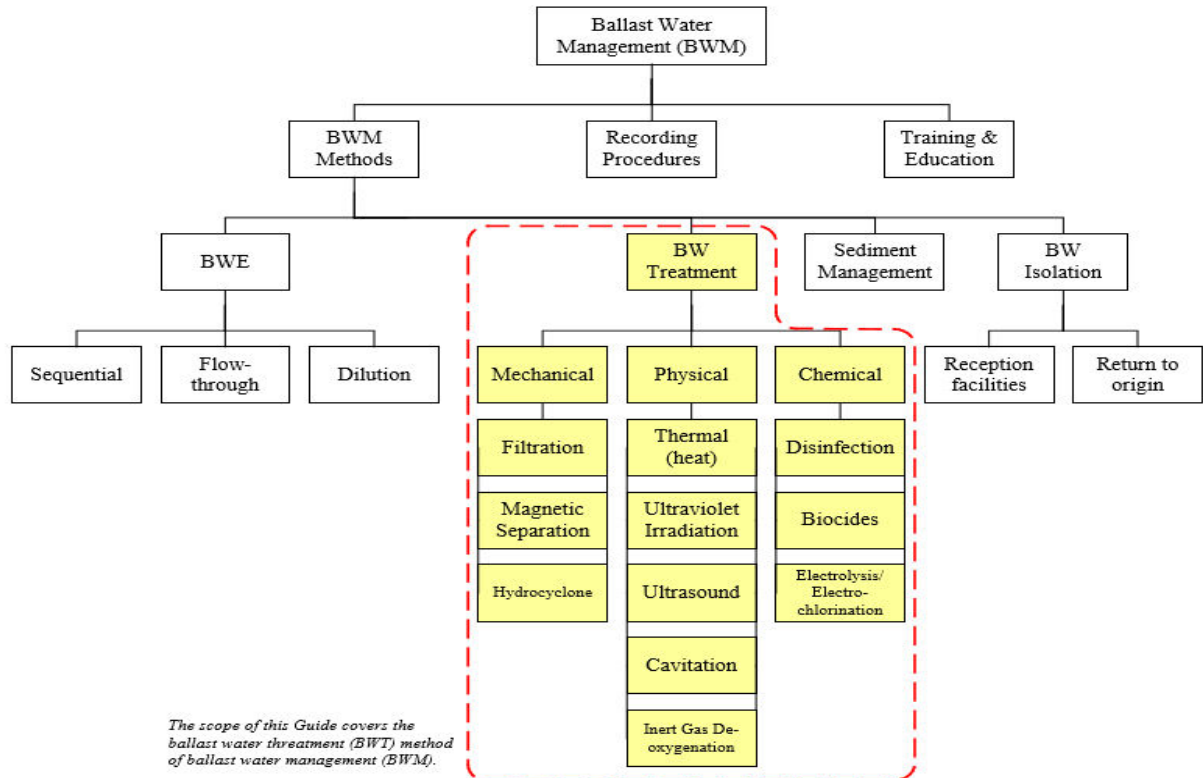 Ballast Water
Management (BWM)
BWM
Methods
Recording
Procedures
Training &
Education
BWE
BW
Treatment
Sediment
Management
BW
Isolation
Sequential
Flow-
through
Dilution
Mechanical
Physical
Chemical
Reception
facilities
Return to
origin
Filtration
Thermal
(heat)
Disinfection
Magnetic
Separation
Ultraviolet
Irradiation
Biocides
Hydrocyclone
Ultrasound
Electrolysis/
Electro-
chlorination
Cavitation
Inert Gas De-
oxygenation
The scope of this Guide covers the
ballast water threatment (BWT) method
of ballast water management (BWM).